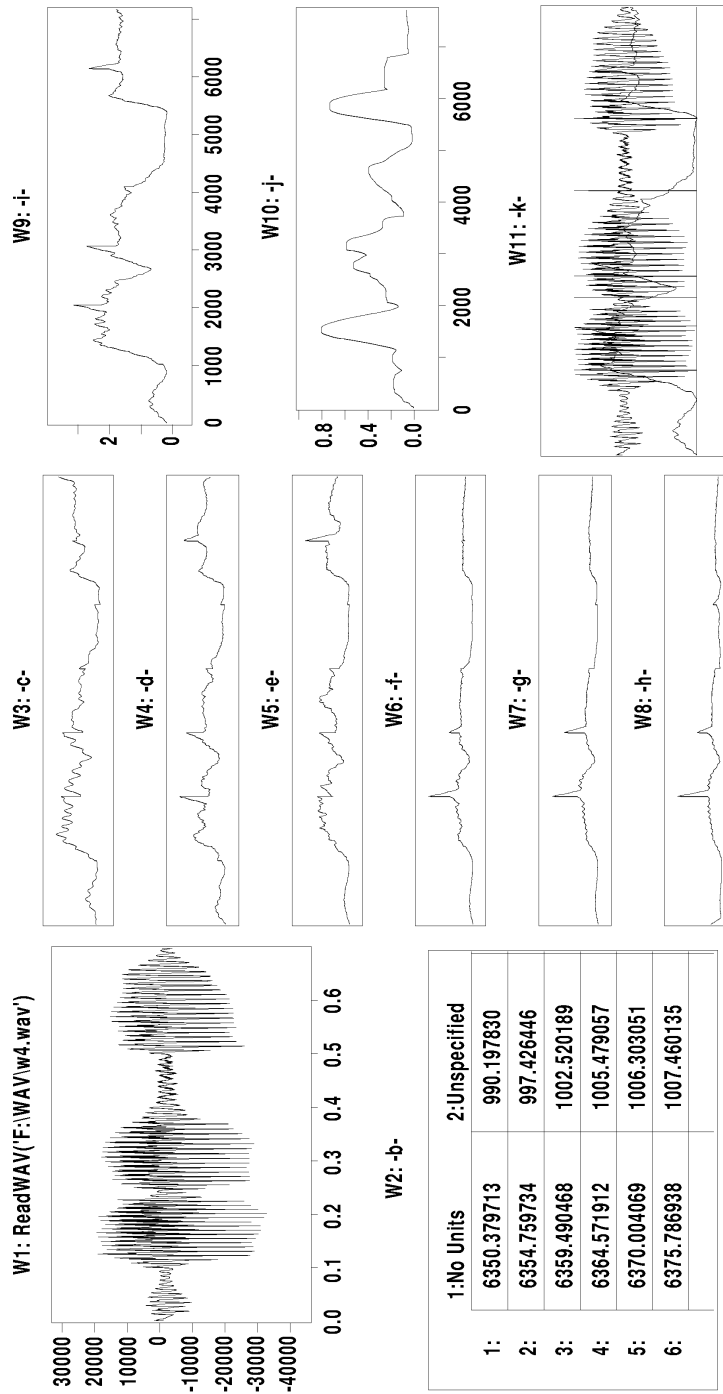 W1: ReadWAV('F:\WAV\w4.wav')
30000
20000
10000
0
-10000
-20000
-30000
-40000
0.0 0.1 0.2 0.3 0.4 0.5 0.6
W2: -b-
1:No Units 2:Unspecified
1: 6350.379713 990.197830
2: 6354.759734 997.426446
3: 6359.490468 1002.520189
4: 6364.571912 1005.479057
5: 6370.004069 1006.303051
6: 6375.786938 1007.460135
W3: -c-
W4: -d-
W5: -e-
W6: -f-
W7: -g-
W8: -h-
W9: -i-
2
0
0 1000 2000 3000 4000 5000 6000
W10: -j-
0.8
0.4
0.0
0 2000 4000 6000
W11: -k-